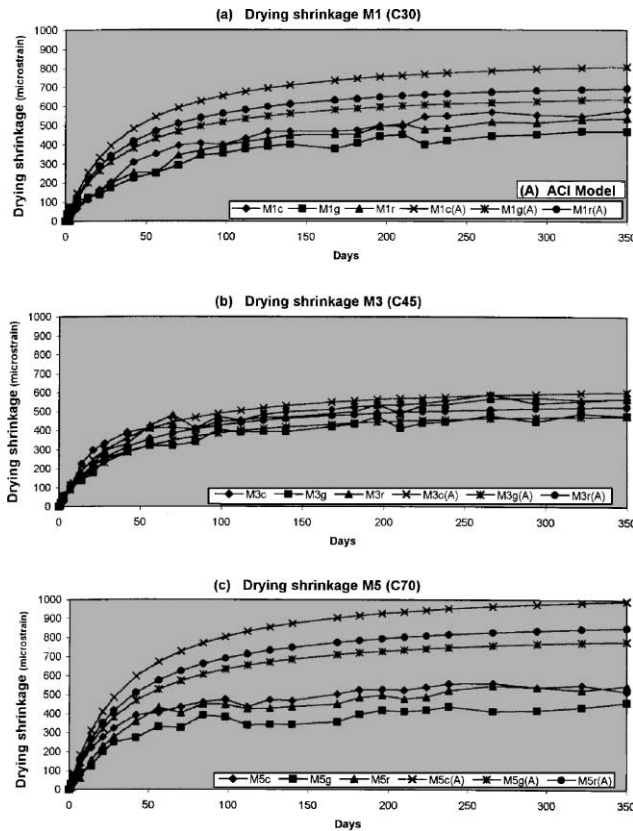 (a) Drying shrinkage M1 (C30)
Drying shrinkage (microstrain)
1000
900
800
700
600
500
400
300
200
100
0
(A) ACI Model
M1c M1g M1r M1c(A) M1g(A) M1r(A)
0 50 100 150 200 250 300 350
Days
(b) Drying shrinkage M3 (C45)
Drying shrinkage (microstrain)
1000
900
800
700
600
500
400
300
200
100
0
M3c M3g M3r M3c(A) M3g(A) M3r(A)
0 50 100 150 200 250 300 350
Days
(c) Drying shrinkage M5 (C70)
Drying shrinkage (microstrain)
1000
900
800
700
600
500
400
300
200
100
0
M5c M5g M5r M5c(A) M5g(A) M5r(A)
0 50 100 150 200 250 300 350
Days